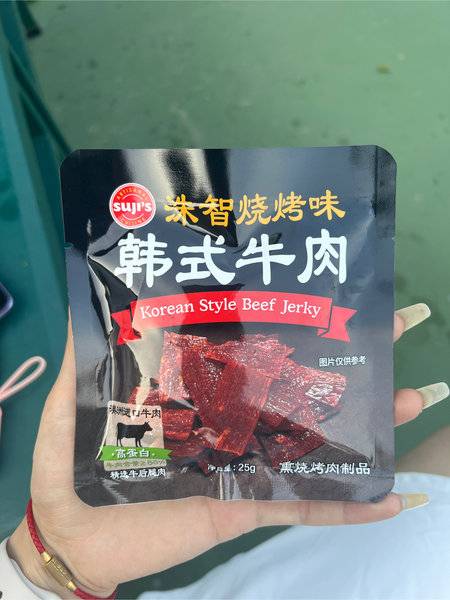 ARTISANAL
suji's
洙智烧烤味
韩式牛肉
Korean Style Beef Jerky
图片仅供参考
澳洲进口牛肉
·高蛋白·
精选牛后腿肉
净含量:25g
熏烧烤肉制品